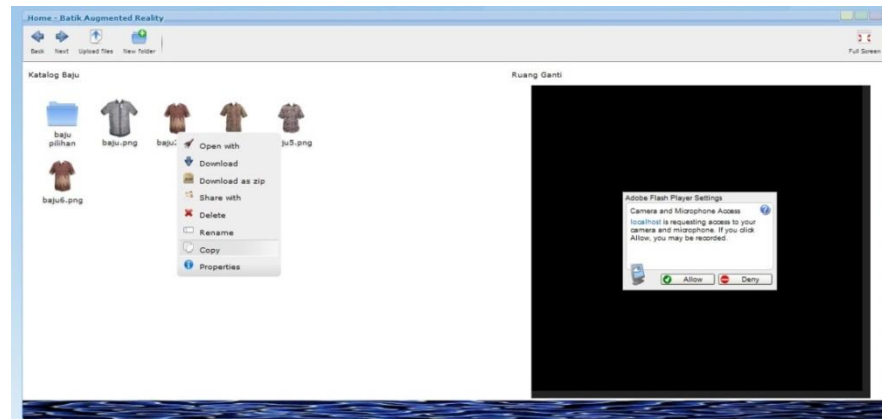 Home - Batik Augmented Reality
Back Next Upload files New folder
Full Screen
Katalog Baju
Ruang Ganti
baju
pilihan
baju.png
ju5.png
baju6.png
Open with
Download
Download as zip
Share with
Delete
Rename
Copy
Properties
Adobe Flash Player Settings
Camera and Microphone Access
localhost is requesting access to your
camera and microphone. If you click
Allow, you may be recorded.
Allow
Deny